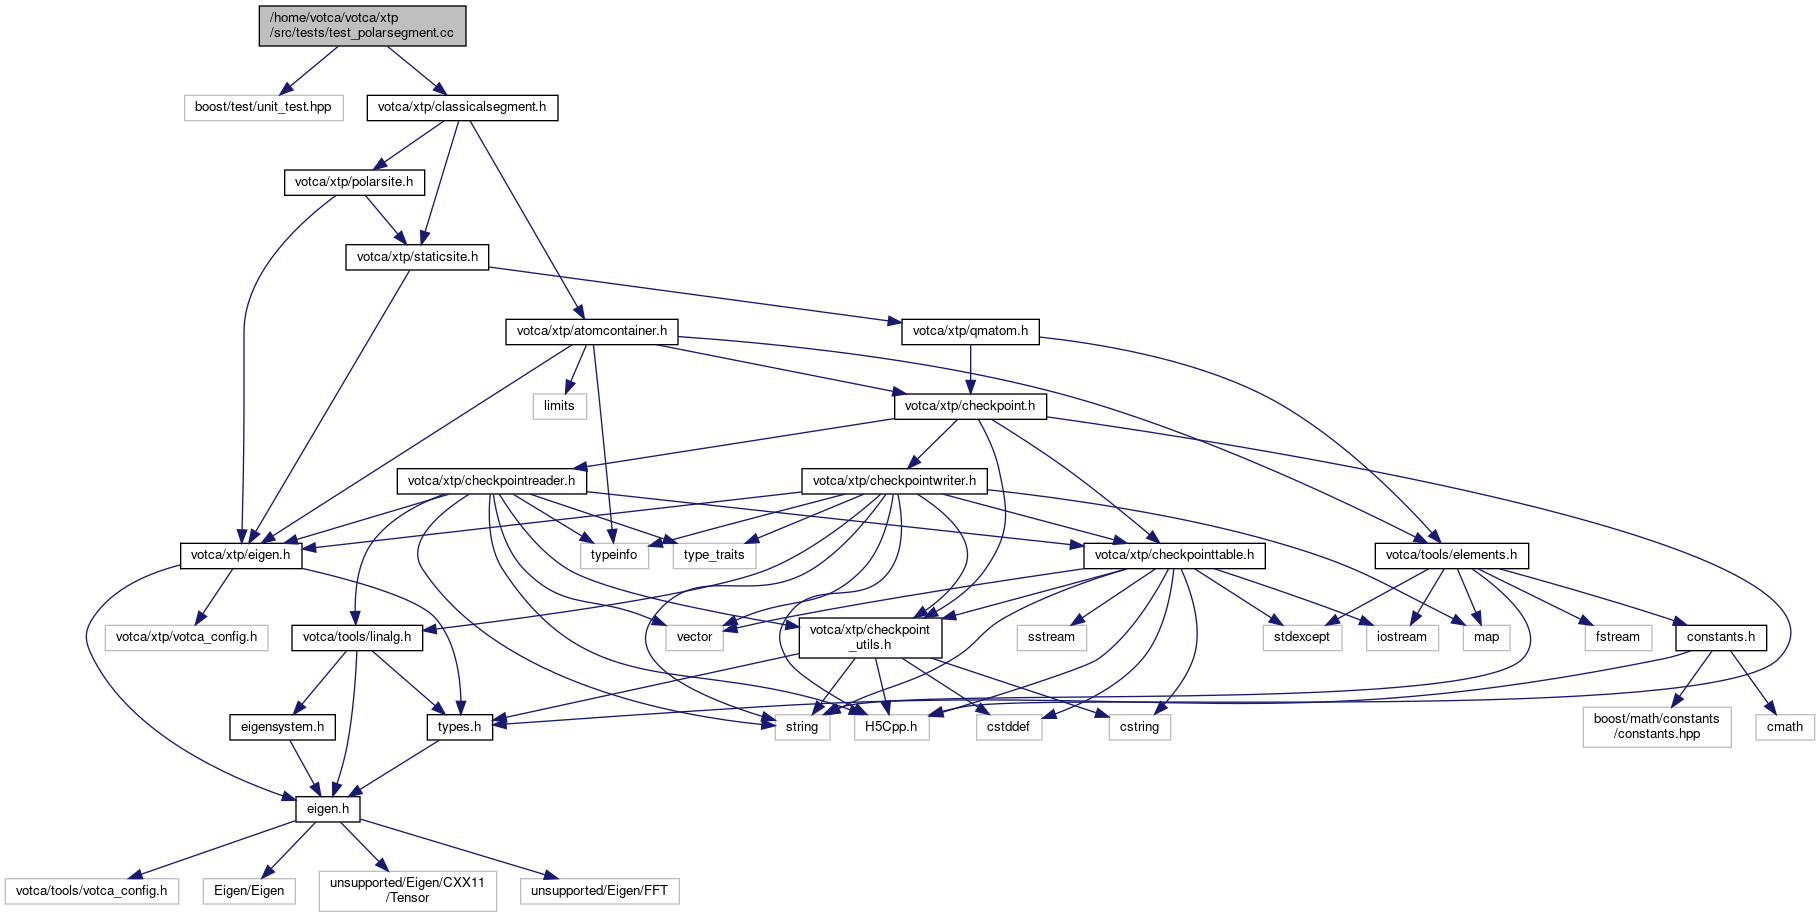 /home/votca/votca/xtp
/src/tests/test_polarsegment.cc
boost/test/unit_test.hpp
votca/xtp/classicalsegment.h
votca/xtp/polarsite.h
votca/xtp/staticsite.h
votca/xtp/atomcontainer.h
votca/xtp/qmatom.h
limits
votca/xtp/checkpoint.h
votca/xtp/checkpointreader.h
votca/xtp/checkpointwriter.h
votca/xtp/eigen.h
typeinfo
type_traits
votca/xtp/checkpointtable.h
votca/tools/elements.h
votca/xtp/votca_config.h
votca/tools/linalg.h
vector
votca/xtp/checkpoint
_utils.h
sstream
stdexcept
iostream
map
fstream
constants.h
eigensystem.h
types.h
string
H5Cpp.h
cstddef
cstring
boost/math/constants
/constants.hpp
cmath
eigen.h
votca/tools/votca_config.h
Eigen/Eigen
unsupported/Eigen/CXX11
/Tensor
unsupported/Eigen/FFT